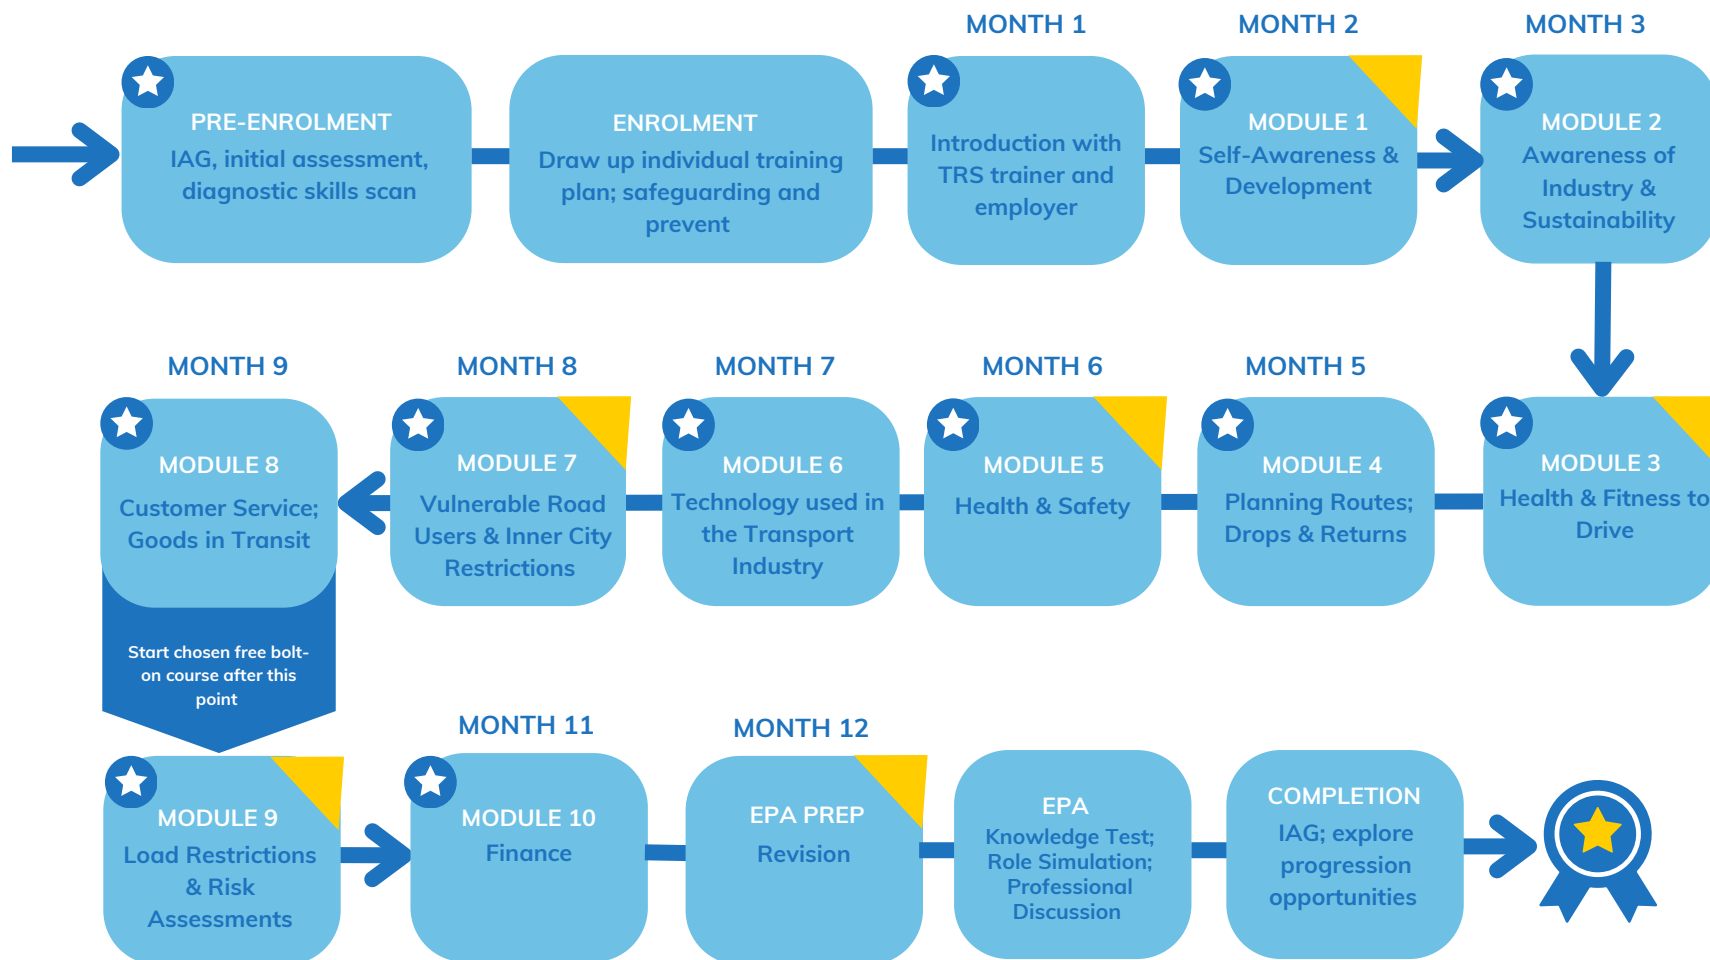 PRE-ENROLMENT
IAG, initial assessment,
diagnostic skills scan
ENROLMENT
Draw up individual training
plan; safeguarding and
prevent
MONTH 1
Introduction with
TRS trainer and
employer
MONTH 2
MODULE 1
Self-Awareness &
Development
MONTH 3
MODULE 2
Awareness of
Industry &
Sustainability
MODULE 3
Health & Fitness to
Drive
MONTH 5
MODULE 4
Planning Routes;
Drops & Returns
MONTH 6
MODULE 5
Health & Safety
MONTH 7
MODULE 6
Technology used in
the Transport
Industry
MONTH 8
MODULE 7
Vulnerable Road
Users & Inner City
Restrictions
MONTH 9
MODULE 8
Customer Service;
Goods in Transit
Start chosen free bolt-
on course after this
point
MODULE 9
Load Restrictions
& Risk
Assessments
MONTH 11
MODULE 10
Finance
MONTH 12
EPA PREP
Revision
EPA
Knowledge Test;
Role Simulation;
Professional
Discussion
COMPLETION
IAG; explore
progression
opportunities